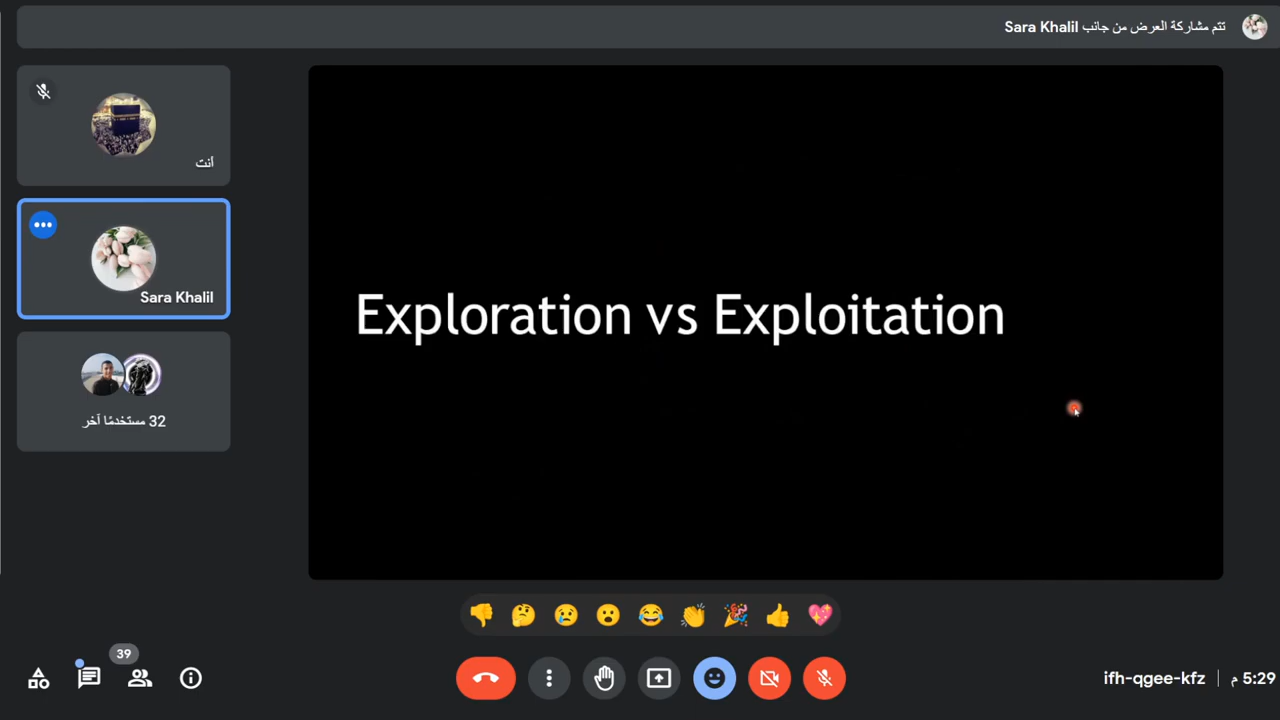 تتم مشاركة العرض من جانب Sara Khalil
أنت
Sara Khalil
32 مستخدمًا آخر
Exploration vs Exploitation
39
ifh-qgee-kfz
5:29 م